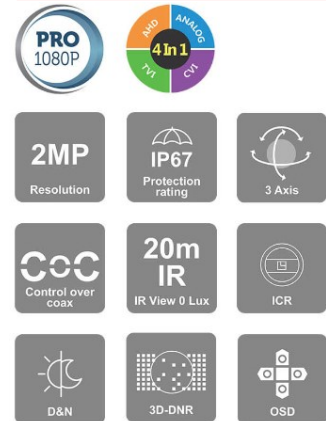 PRO
1080P
AHD
ANALOG
4In1
TVI
CVI
2MP
Resolution
IP67
Protection
rating
3 Axis
CoC
Control over
coax
20m
IR
IR View 0 Lux
ICR
D&N
3D-DNR
OSD